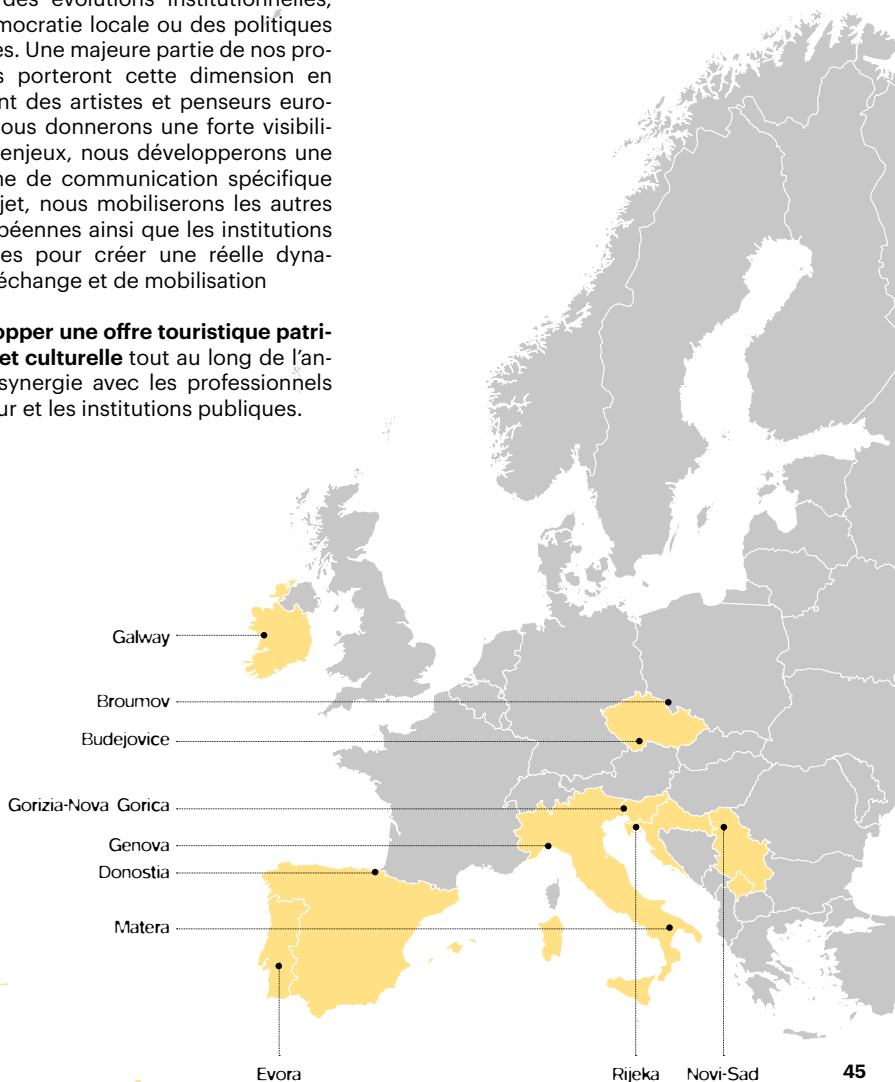 des évolutions institutionnelles,
mocratie locale ou des politiques
es. Une majeure partie de nos pro-
s porteront cette dimension en
nt des artistes et penseurs euro-
ous donnerons une forte visibili-
enjeux, nous développerons une
ne de communication spécifique
jet, nous mobiliserons les autres
péennes ainsi que les institutions
es pour créer une réelle dyna-
échange et de mobilisation
opper une offre touristique patri-
et culturelle tout au long de l’an-
synergie avec les professionnels
ur et les institutions publiques.
Galway
Broumov
Budejovice
Gorizia-Nova Gorica
Genova
Donostia
Matera
Evora
Rijeka
Novi-Sad
45